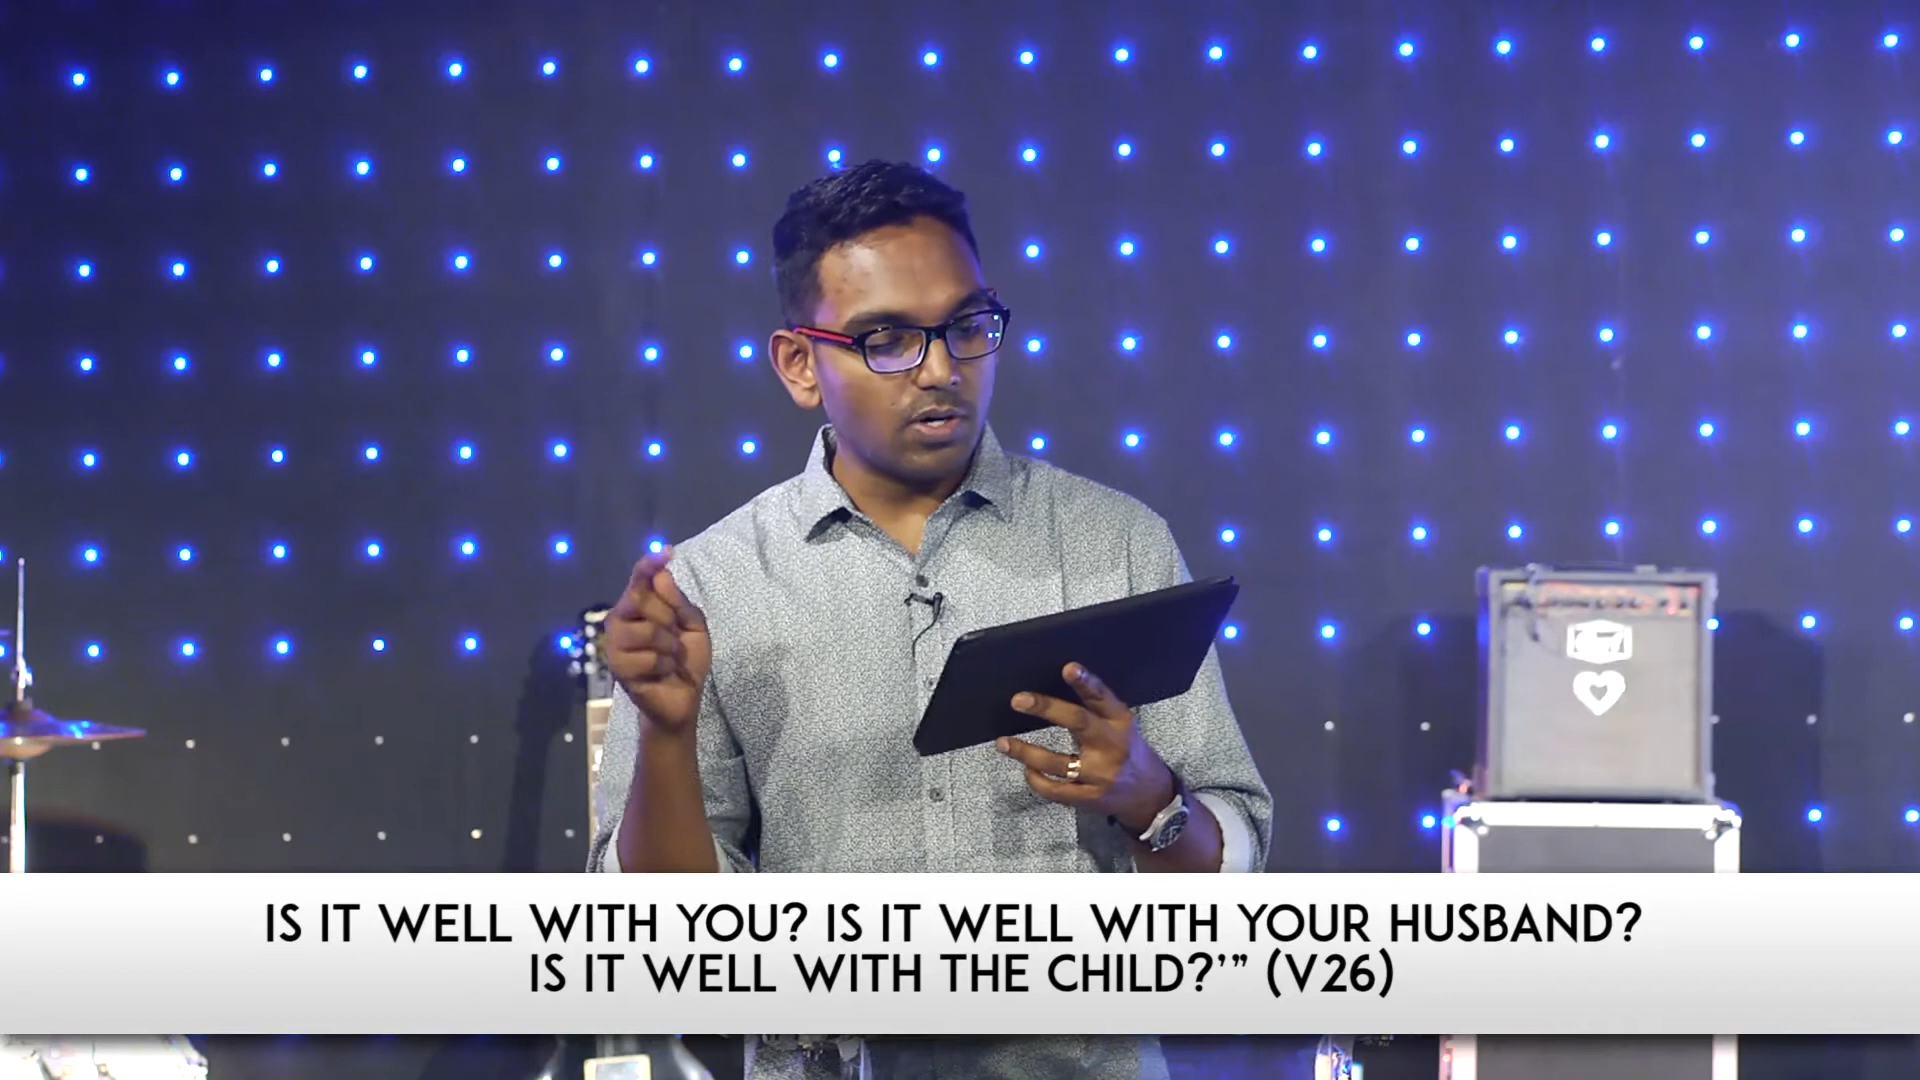 IS IT WELL WITH YOU? IS IT WELL WITH YOUR HUSBAND?
IS IT WELL WITH THE CHILD?’” (V26)